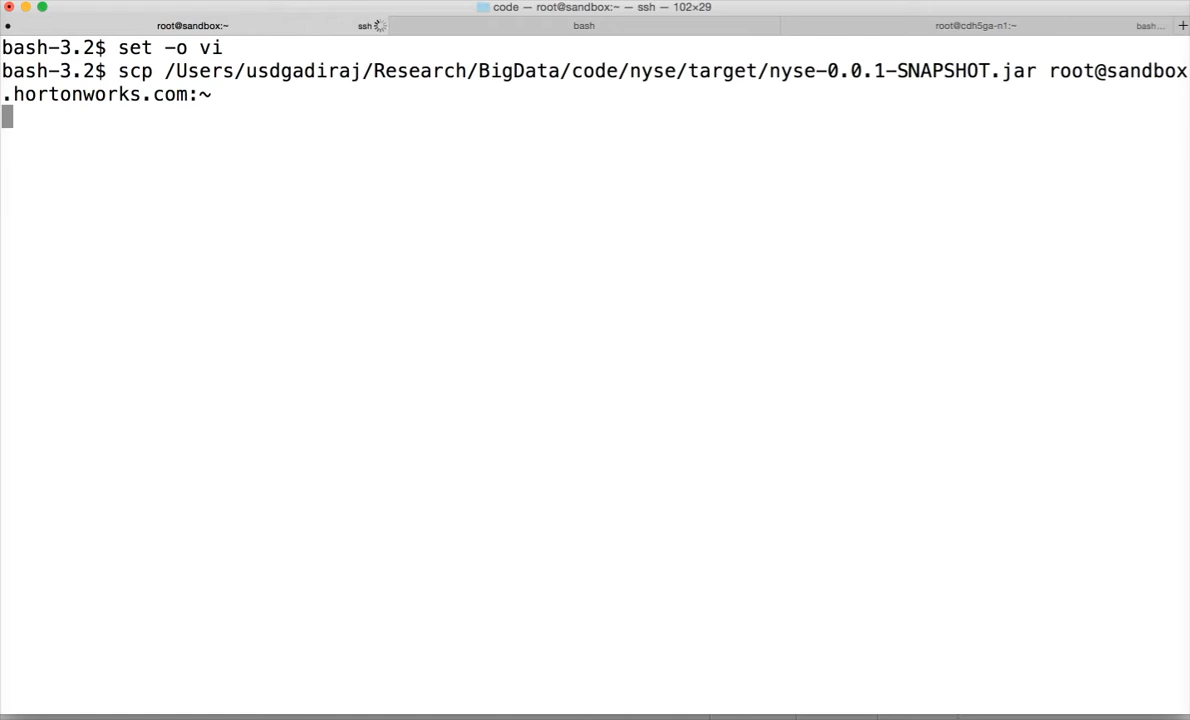 code — root@sandbox:~ — ssh — 102×29
root@sandbox:~ ssh bash root@cdh5ga-n1:~ bash... +
bash-3.2$ set -o vi
bash-3.2$ scp /Users/usdgadiraj/Research/BigData/code/nyse/target/nyse-0.0.1-SNAPSHOT.jar root@sandbox
.hortonworks.com:~